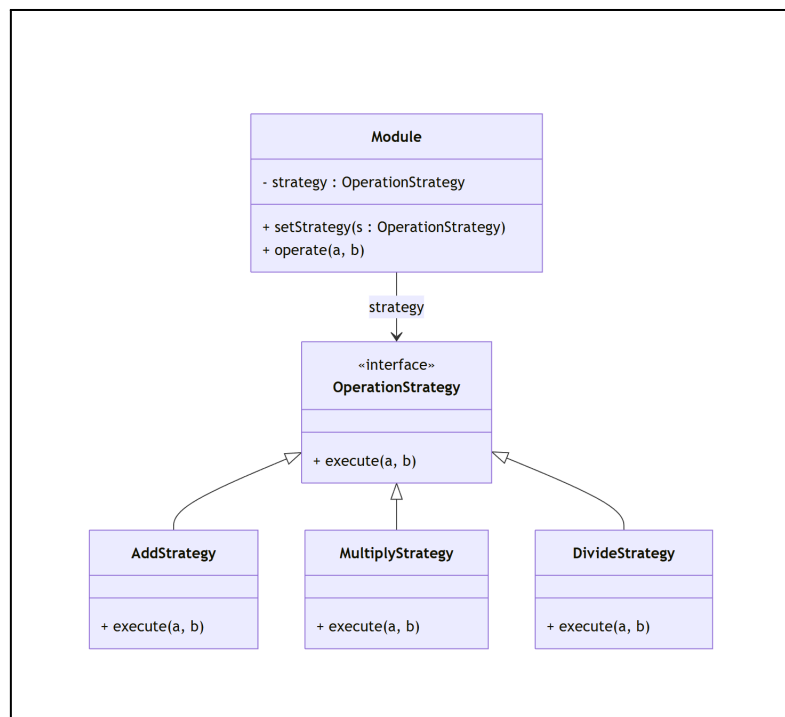 Module
- strategy : OperationStrategy
+ setStrategy(s : OperationStrategy)
+ operate(a, b)
strategy
«interface»
OperationStrategy
+ execute(a, b)
AddStrategy
+ execute(a, b)
MultiplyStrategy
+ execute(a, b)
DivideStrategy
+ execute(a, b)